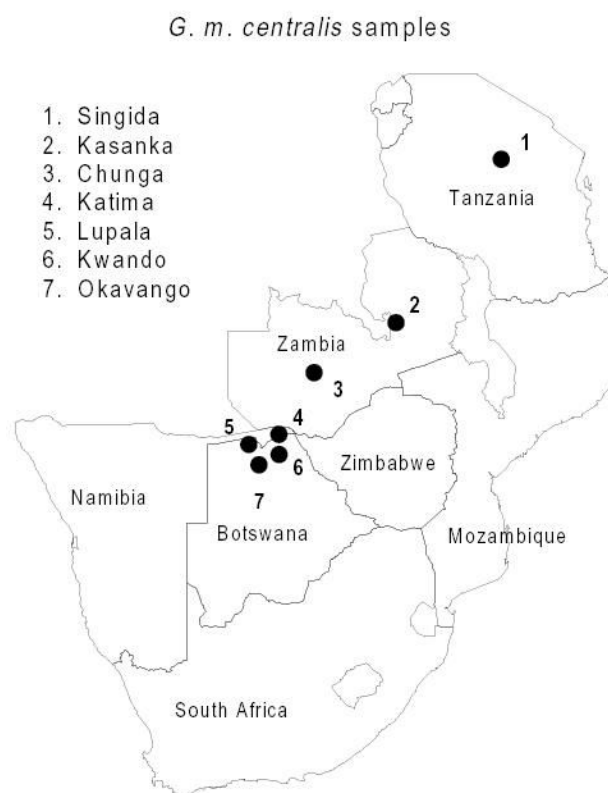 G. m. centralis samples
1. Singida
2. Kasanka
3. Chunga
4. Katima
5. Lupala
6. Kwando
7. Okavango
1
Tanzania
2
Zambia
3
4
5
6
Zimbabwe
7
Namibia
Botswana
Mozambique
South Africa